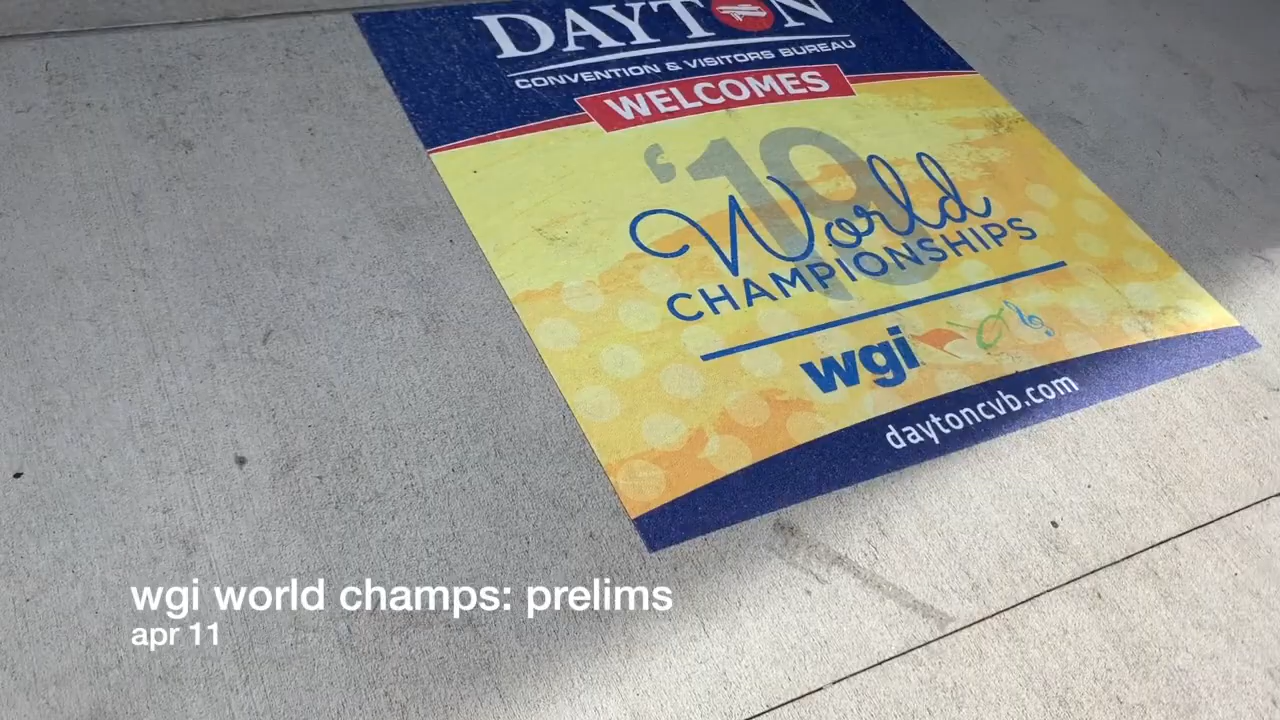 DAYTON
CONVENTION & VISITORS BUREAU
WELCOMES
'19
World
CHAMPIONSHIPS
wgi
daytoncvb.com
wgi world champs: prelims
apr 11